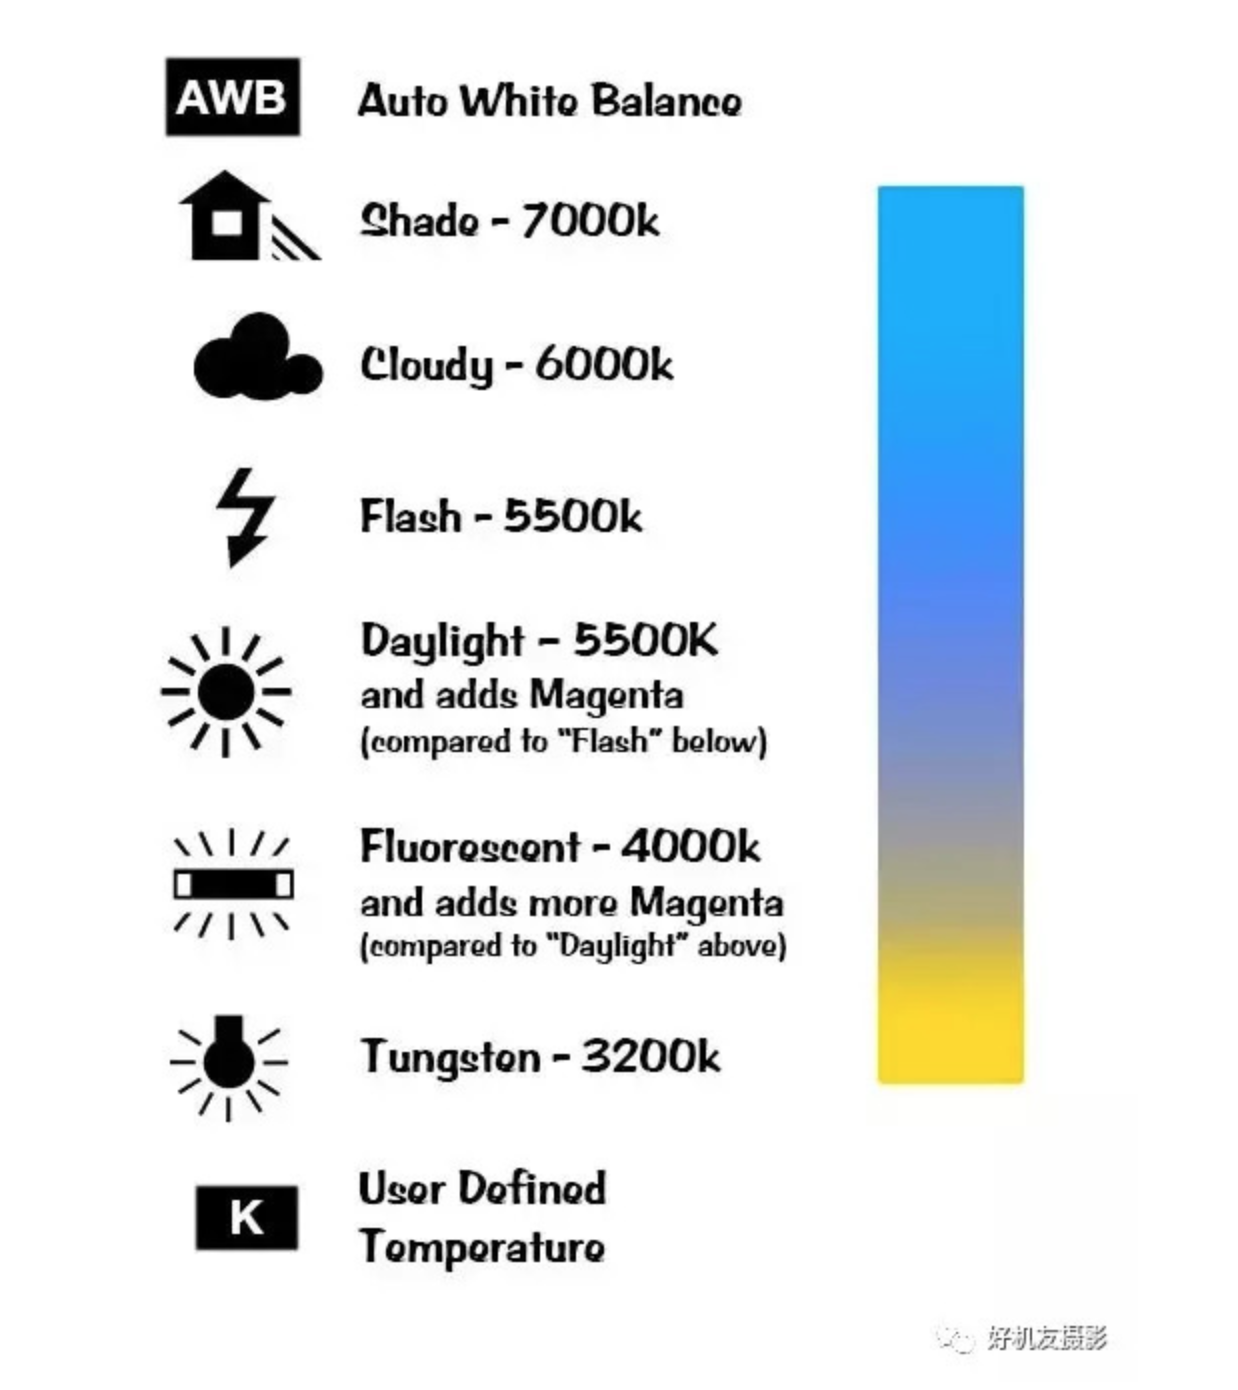 AWB Auto White Balance
Shade - 7000k
Cloudy - 6000k
Flash - 5500k
Daylight - 5500K
and adds Magenta
(compared to "Flash" below)
Fluorescent - 4000k
and adds more Magenta
(compared to "Daylight" above)
Tungsten - 3200k
K User Defined
Temperature
好机友摄影